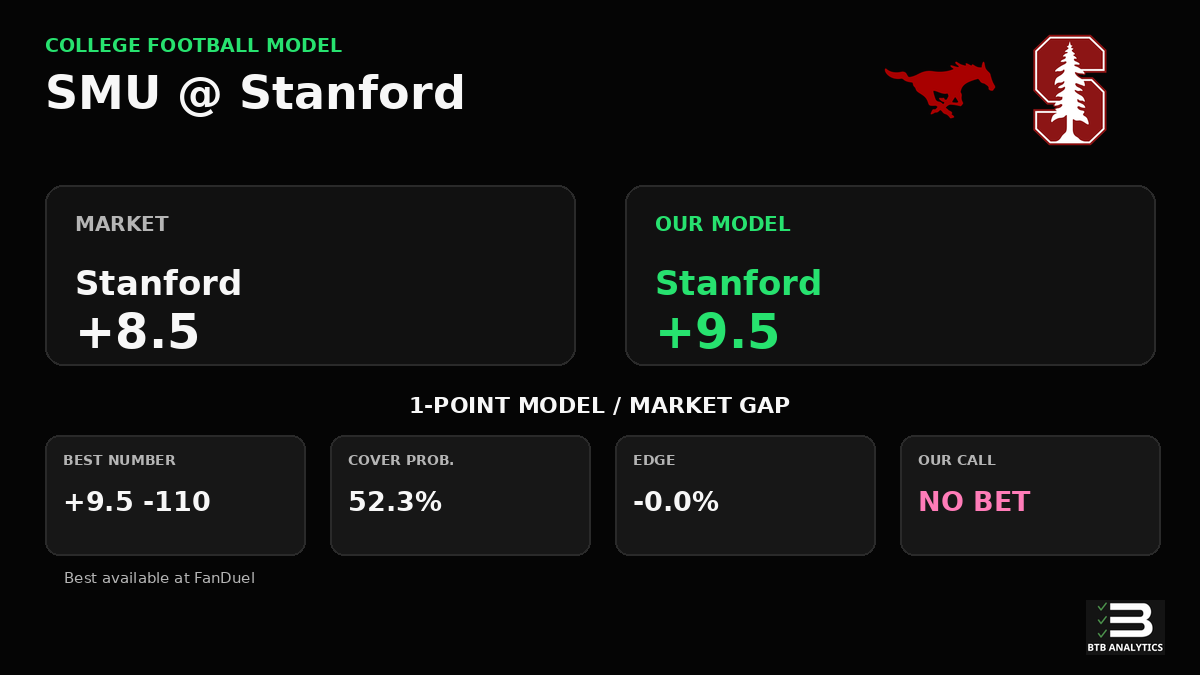 COLLEGE FOOTBALL MODEL
SMU @ Stanford
MARKET
Stanford
+8.5
OUR MODEL
Stanford
+9.5
1-POINT MODEL / MARKET GAP
BEST NUMBER
+9.5 -110
COVER PROB.
52.3%
EDGE
-0.0%
OUR CALL
NO BET
Best available at FanDuel
BTB ANALYTICS